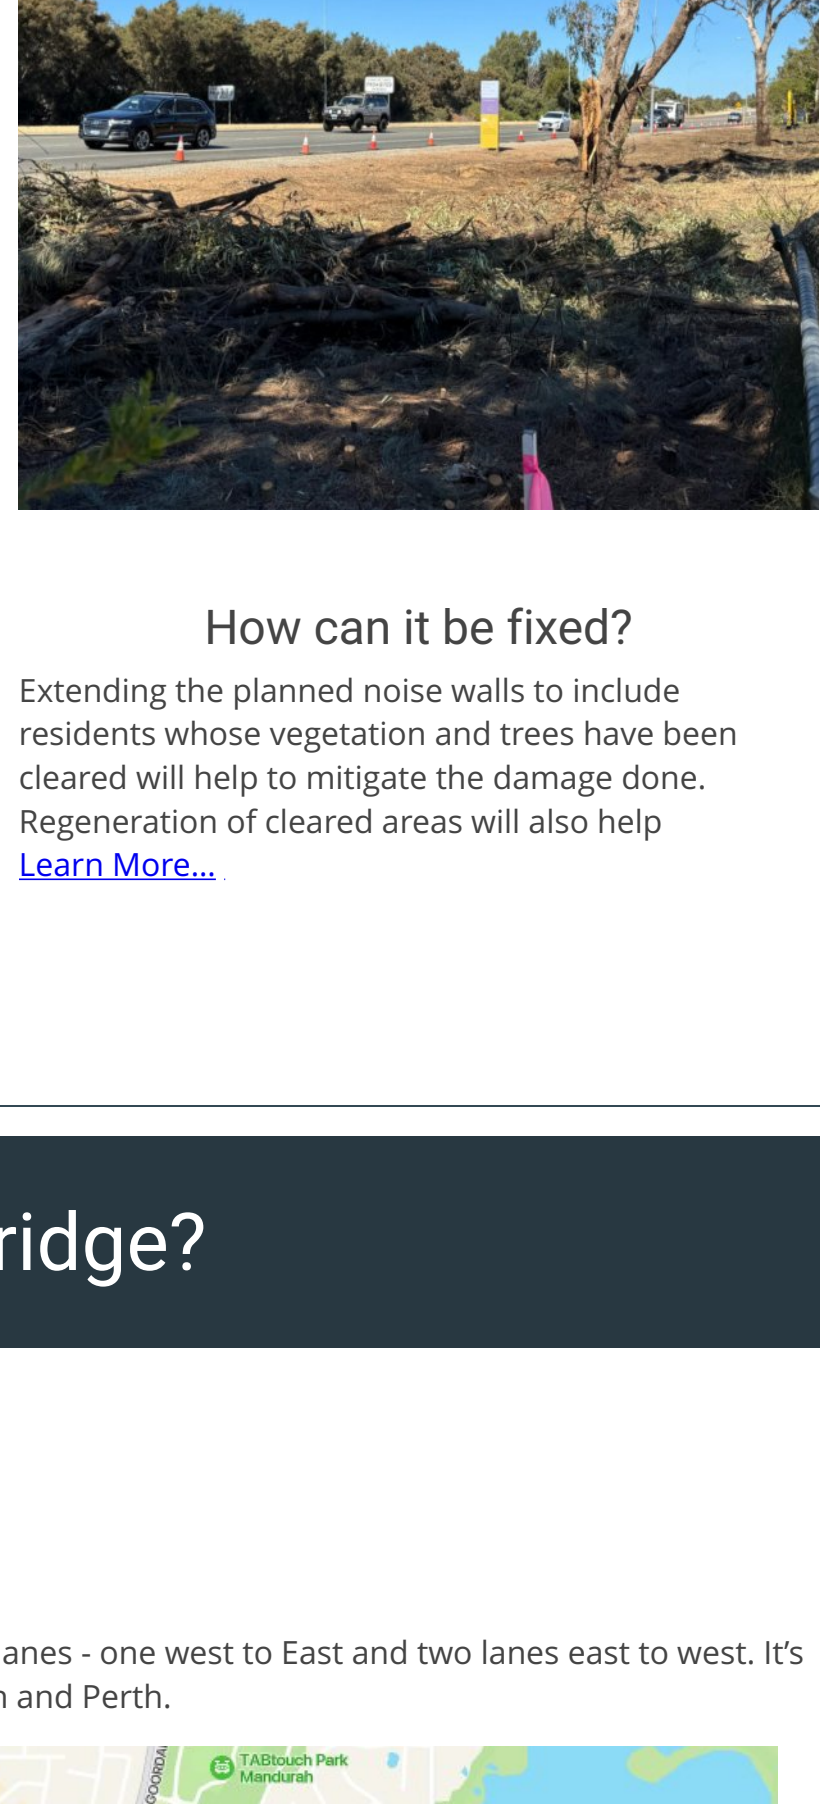 How can it be fixed?
Extending the planned noise walls to include
residents whose vegetation and trees have been
cleared will help to mitigate the damage done.
Regeneration of cleared areas will also help
Learn More...
ridge?
anes - one west to East and two lanes east to west. It’s
and Perth.
TABtouch Park
Mandurah
GOORDA